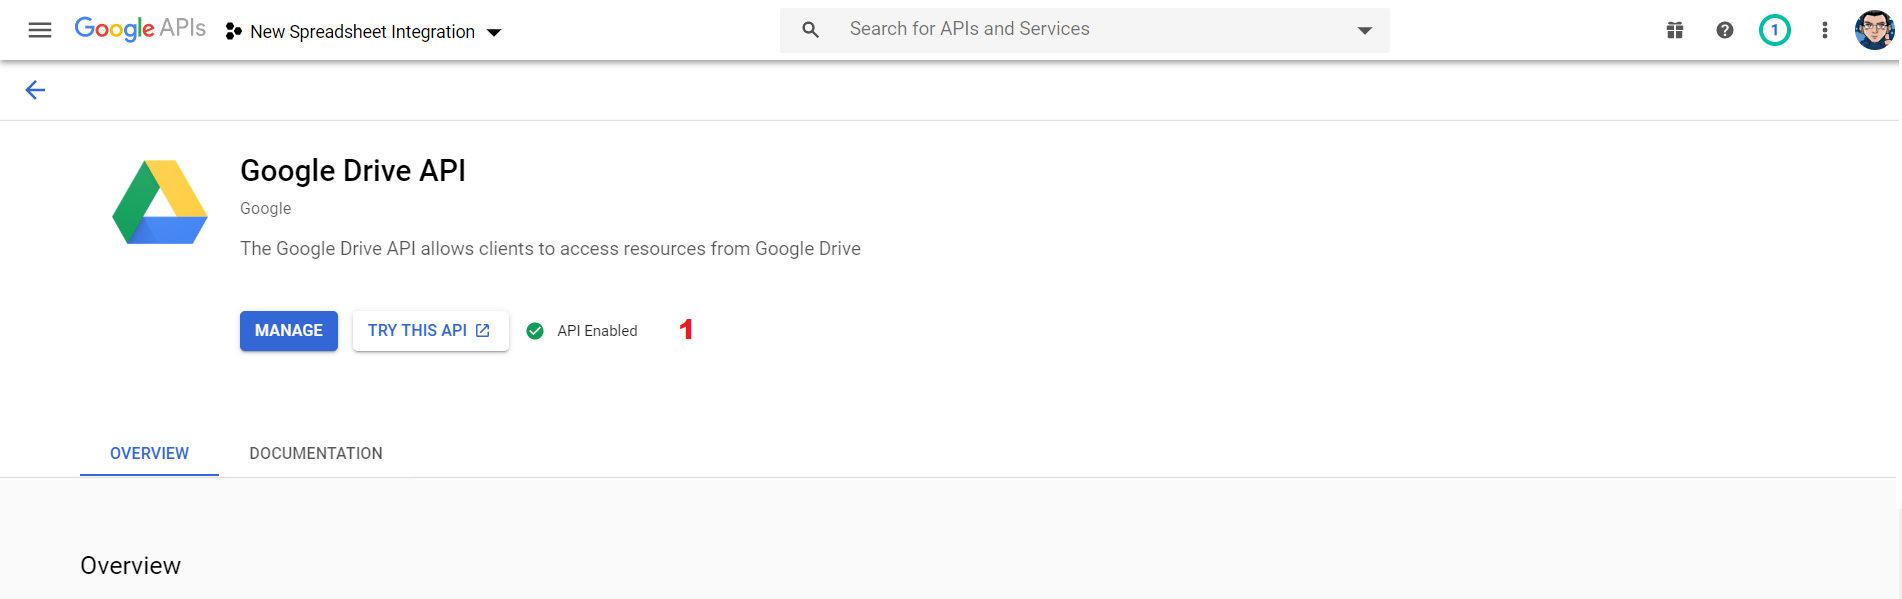 Google APIs New Spreadsheet Integration Search for APIs and Services 1
Google Drive API
Google
The Google Drive API allows clients to access resources from Google Drive
MANAGE TRY THIS API API Enabled 1
OVERVIEW DOCUMENTATION
Overview